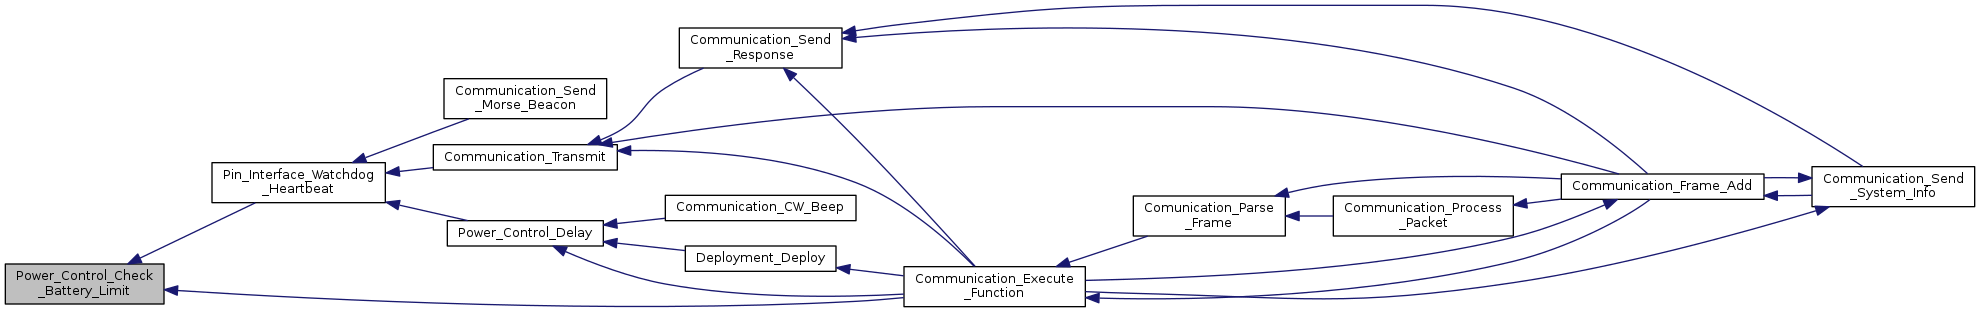 Power_Control_Check
_Battery_Limit
Pin_Interface_Watchdog
_Heartbeat
Communication_Send
_Morse_Beacon
Communication_Transmit
Power_Control_Delay
Communication_Send
_Response
Communication_CW_Beep
Deployment_Deploy
Communication_Execute
_Function
Comunication_Parse
_Frame
Communication_Process
_Packet
Communication_Frame_Add
Communication_Send
_System_Info